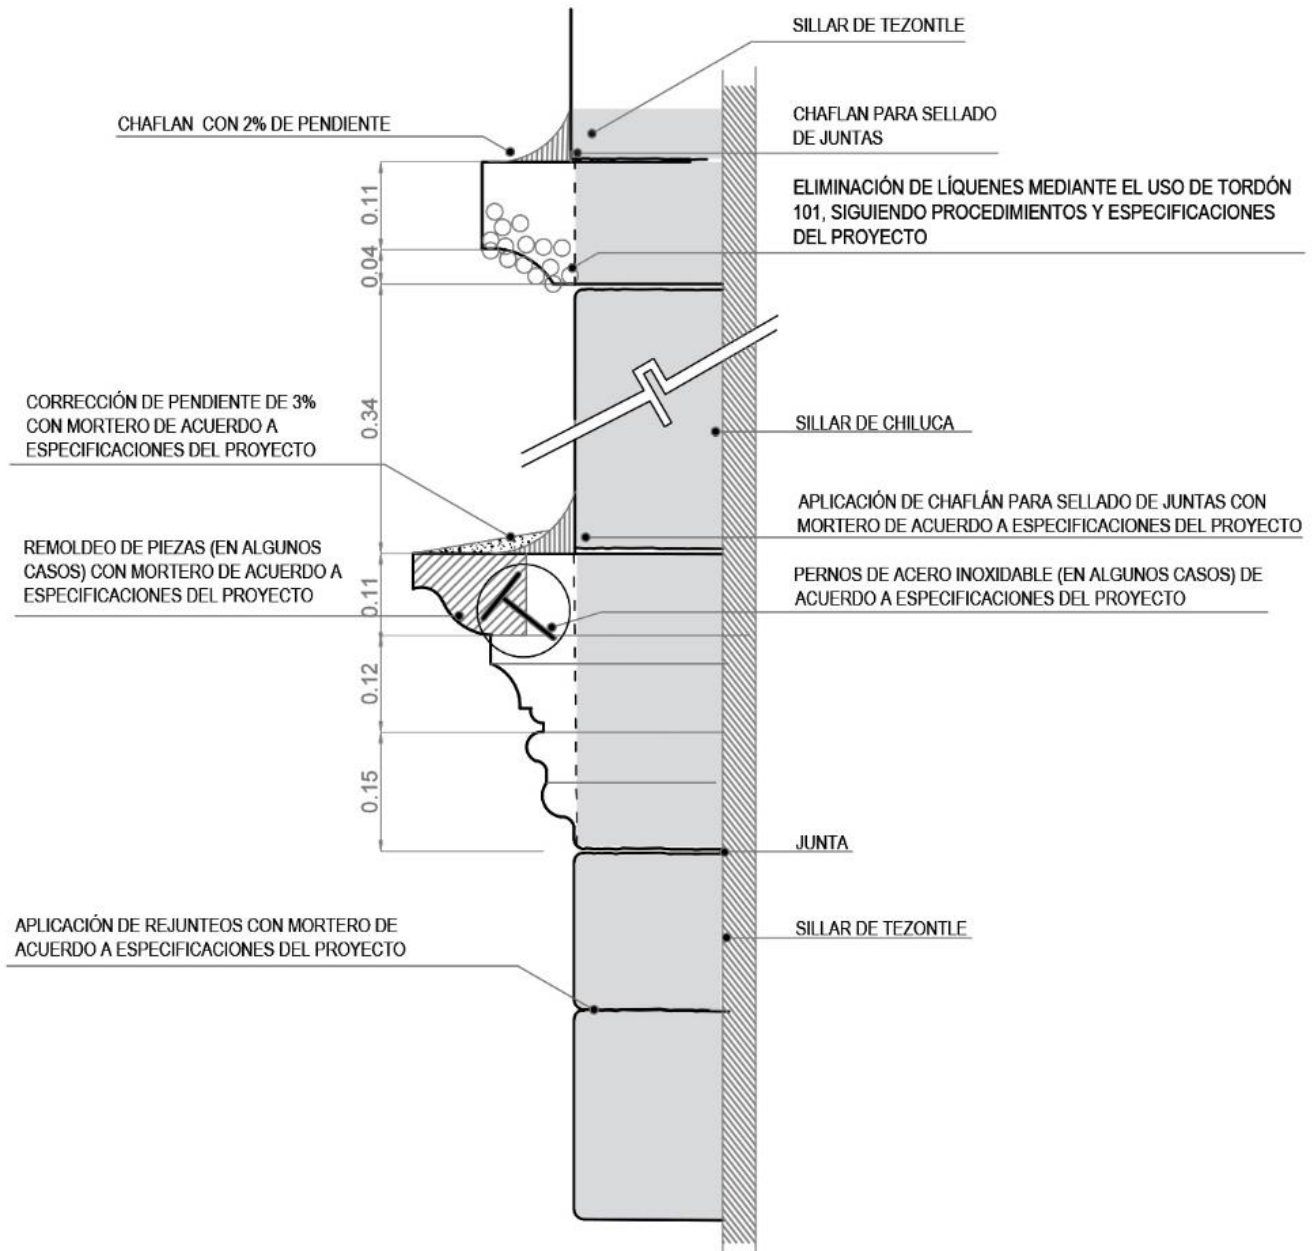 SILLAR DE TEZONTLE
CHAFLAN CON 2% DE PENDIENTE
CHAFLAN PARA SELLADO
DE JUNTAS
ELIMINACIÓN DE LÍQUENES MEDIANTE EL USO DE TORDÓN
101, SIGUIENDO PROCEDIMIENTOS Y ESPECIFICACIONES
DEL PROYECTO
0.11
0.04
0.34
CORRECCIÓN DE PENDIENTE DE 3%
CON MORTERO DE ACUERDO A
ESPECIFICACIONES DEL PROYECTO
SILLAR DE CHILUCA
APLICACIÓN DE CHAFLÁN PARA SELLADO DE JUNTAS CON
MORTERO DE ACUERDO A ESPECIFICACIONES DEL PROYECTO
REMOLDEO DE PIEZAS (EN ALGUNOS
CASOS) CON MORTERO DE ACUERDO A
ESPECIFICACIONES DEL PROYECTO
PERNOS DE ACERO INOXIDABLE (EN ALGUNOS CASOS) DE
ACUERDO A ESPECIFICACIONES DEL PROYECTO
0.11
0.12
0.15
JUNTA
APLICACIÓN DE REJUNTEOS CON MORTERO DE
ACUERDO A ESPECIFICACIONES DEL PROYECTO
SILLAR DE TEZONTLE